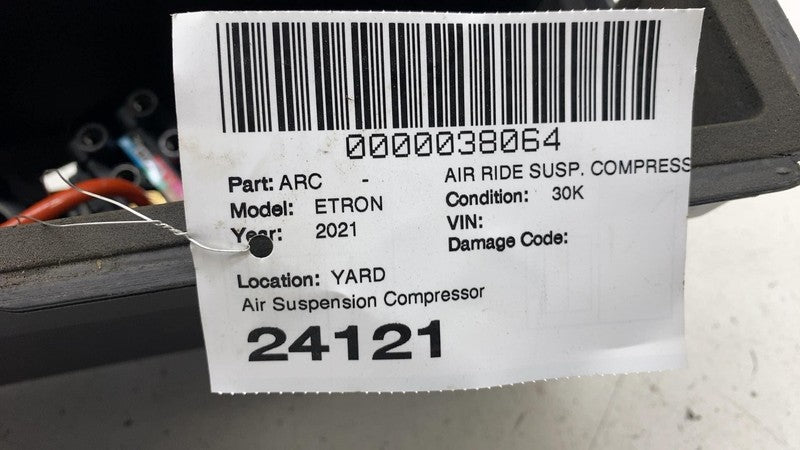 0000038064
Part: ARC - AIR RIDE SUSP. COMPRESS
Model: ETRON Condition: 30K
Year: 2021 VIN:
Damage Code:
Location: YARD
Air Suspension Compressor
24121